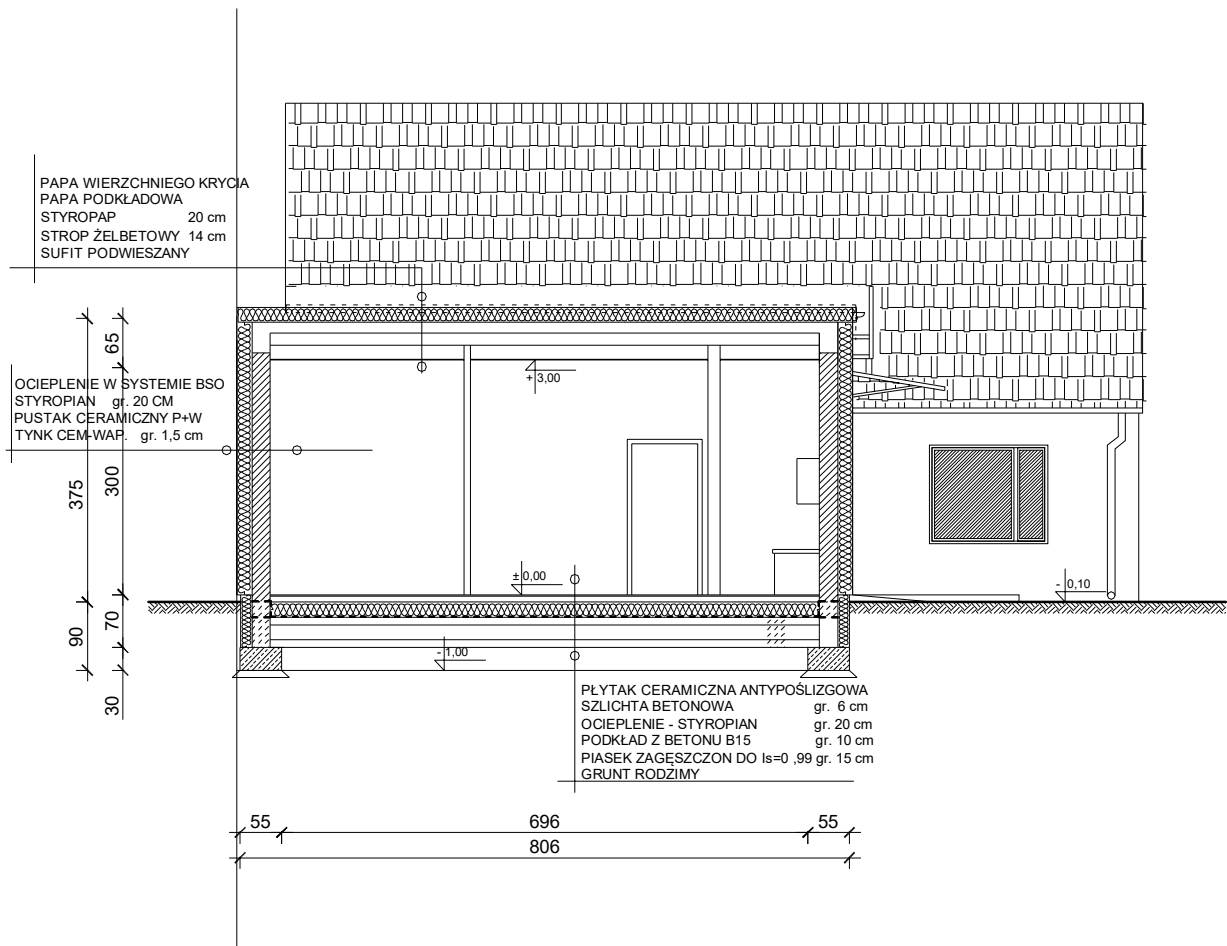 PAPA WIERZCHNIEGO KRYCIA
PAPA PODKŁADOWA
STYROPAP 20 cm
STROP ŻELBETOWY 14 cm
SUFIT PODWIESZANY
65
OCIEPLENIE W SYSTEMIE BSO
STYROPIAN gr. 20 CM
PUSTAK CERAMICZNY P+W
TYNK CEM-WAP. gr. 1,5 cm
+ 3,00
375
300
± 0,00
- 0,10
90
70
- 1,00
30
PŁYTAK CERAMICZNA ANTYPOŚLIZGOWA
SZLICHTA BETONOWA gr. 6 cm
OCIEPLENIE - STYROPIAN gr. 20 cm
PODKŁAD Z BETONU B15 gr. 10 cm
PIASEK ZAGĘSZCZON DO Is=0 ,99 gr. 15 cm
GRUNT RODZIMY
55 696 55
806